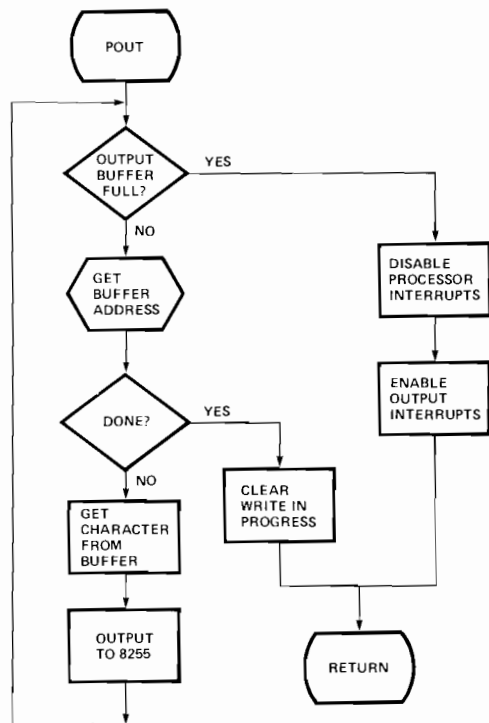 POUT
OUTPUT
BUFFER
FULL?
YES
NO
GET
BUFFER
ADDRESS
DISABLE
PROCESSOR
INTERRUPTS
ENABLE
OUTPUT
INTERRUPTS
DONE?
YES
NO
CLEAR
WRITE IN
PROGRESS
GET
CHARACTER
FROM
BUFFER
OUTPUT
TO 8255
RETURN